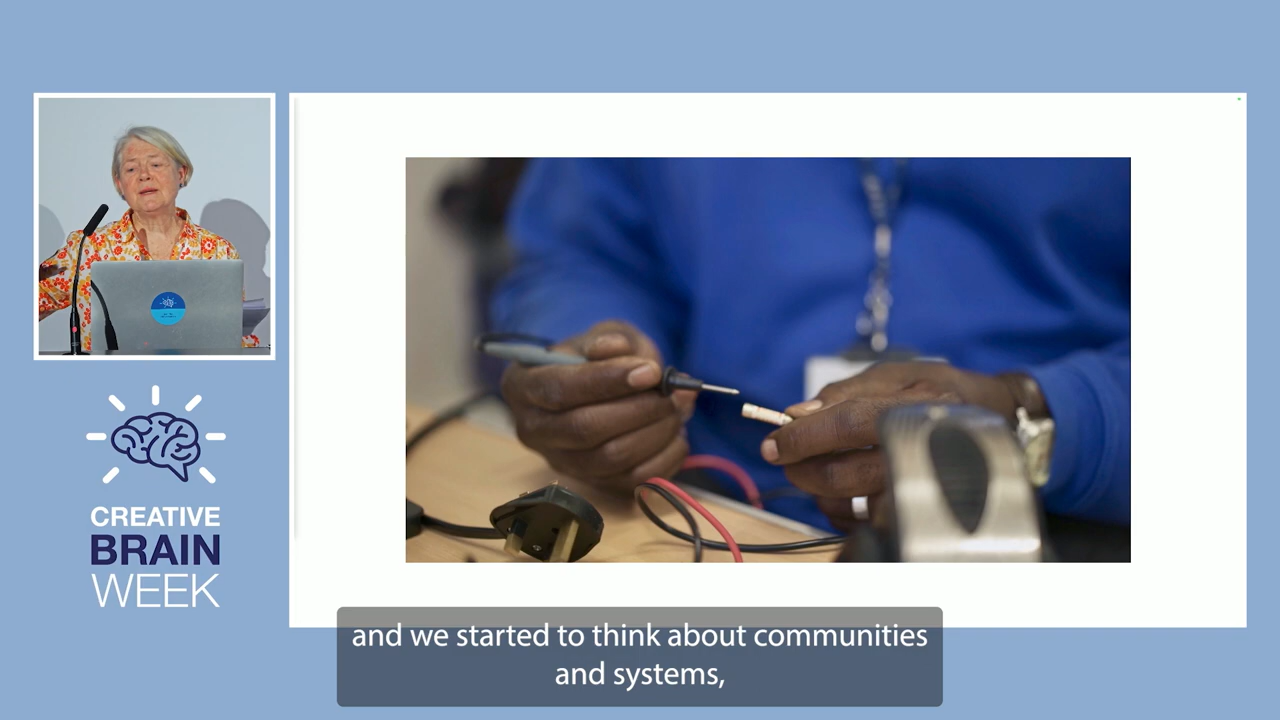 CREATIVE
BRAIN
WEEK
and we started to think about communities
and systems,